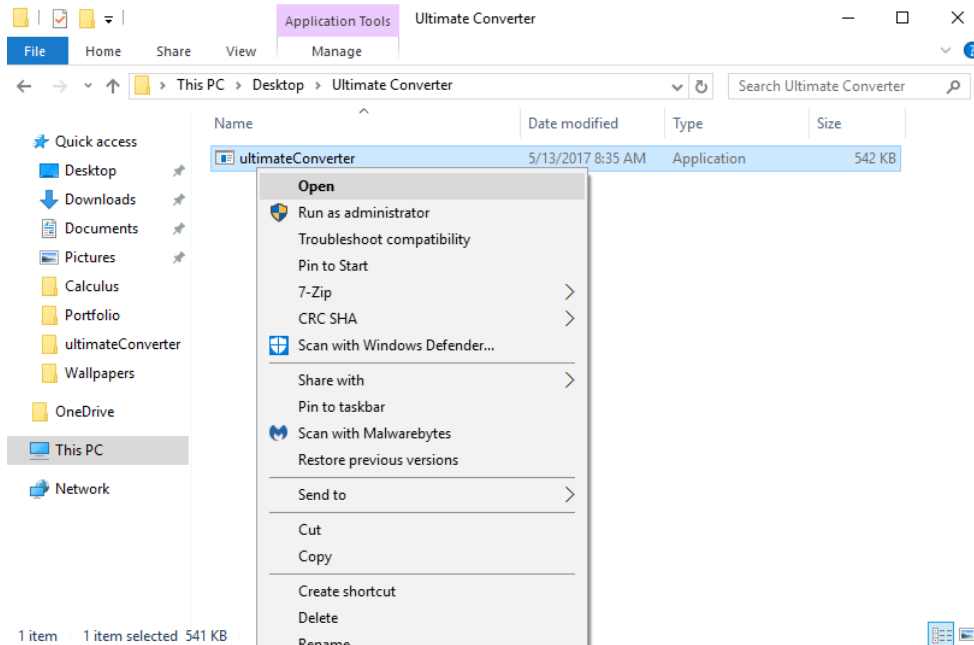 Application Tools Ultimate Converter
File Home Share View Manage
This PC > Desktop > Ultimate Converter
Search Ultimate Converter
Name Date modified Type Size
Quick access
Desktop
Downloads
Documents
Pictures
Calculus
Portfolio
ultimateConverter
Wallpapers
OneDrive
This PC
Network
ultimateConverter 5/13/2017 8:35 AM Application 542 KB
Open
Run as administrator
Troubleshoot compatibility
Pin to Start
7-Zip
CRC SHA
Scan with Windows Defender...
Share with
Pin to taskbar
Scan with Malwarebytes
Restore previous versions
Send to
Cut
Copy
Create shortcut
Delete
Rename
1 item 1 item selected 541 KB